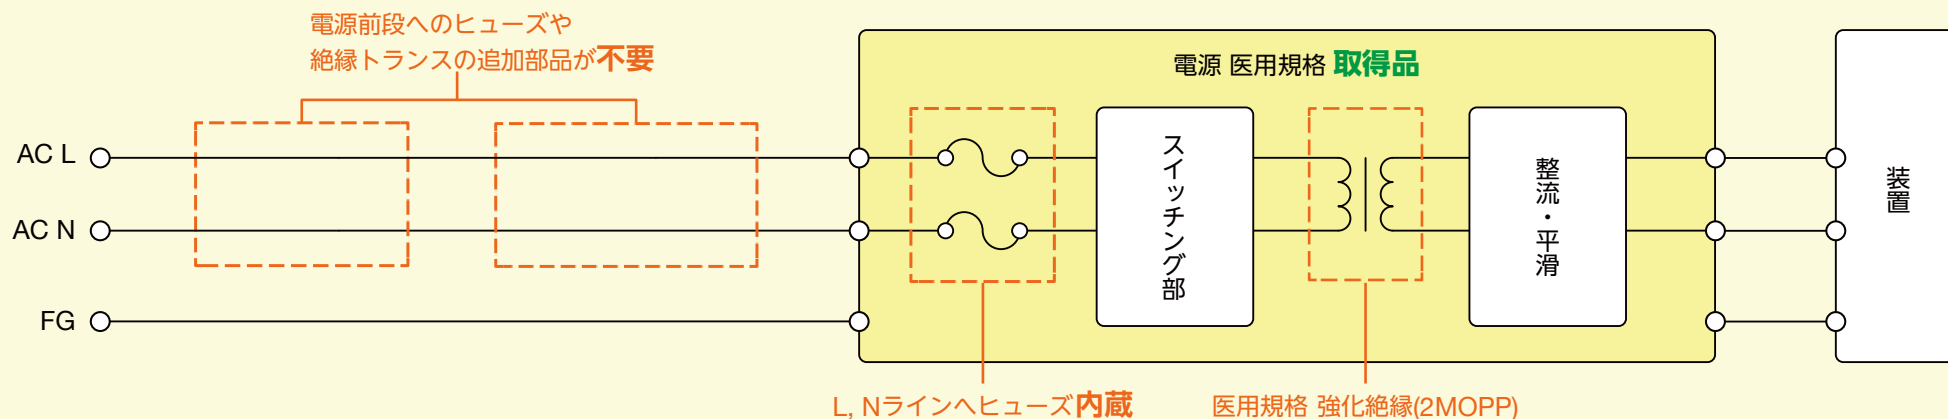 電源前段へのヒューズや
絶縁トランスの追加部品が不要
電源 医用規格 取得品
AC L
AC N
FG
スイッチング部
整流・平滑
装置
L, Nラインへヒューズ内蔵
医用規格 強化絶縁(2MOPP)